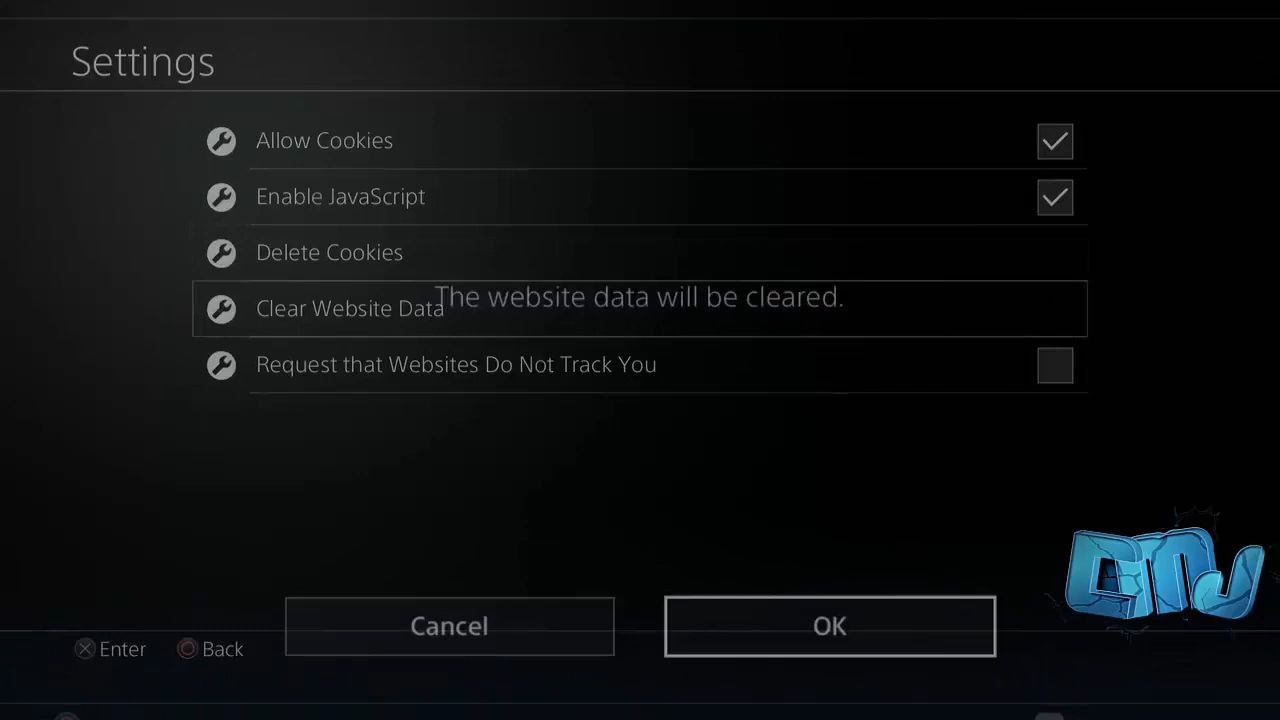 Settings
Allow Cookies
Enable JavaScript
Delete Cookies
The website data will be cleared.
Clear Website Data
Request that Websites Do Not Track You
Cancel
OK
Enter
Back
CMJ